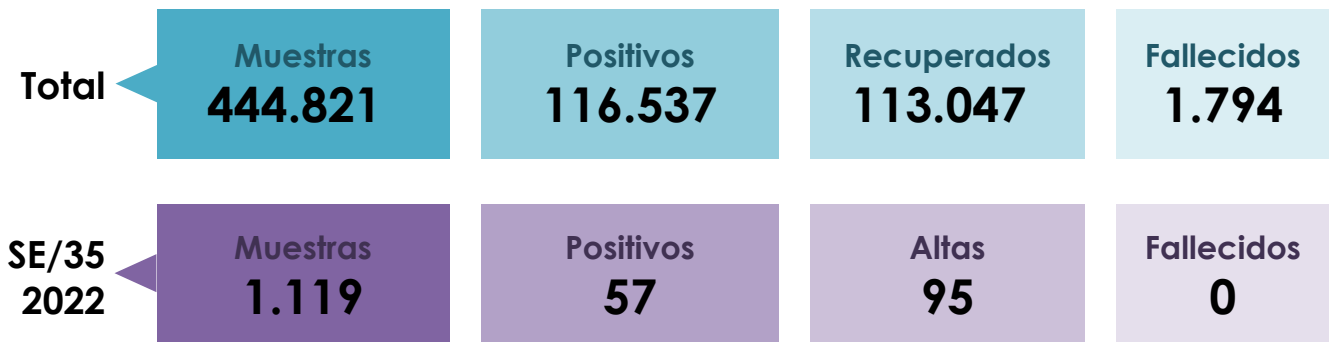 Total
Muestras
444.821
Positivos
116.537
Recuperados
113.047
Fallecidos
1.794
SE/35
2022
Muestras
1.119
Positivos
57
Altas
95
Fallecidos
0